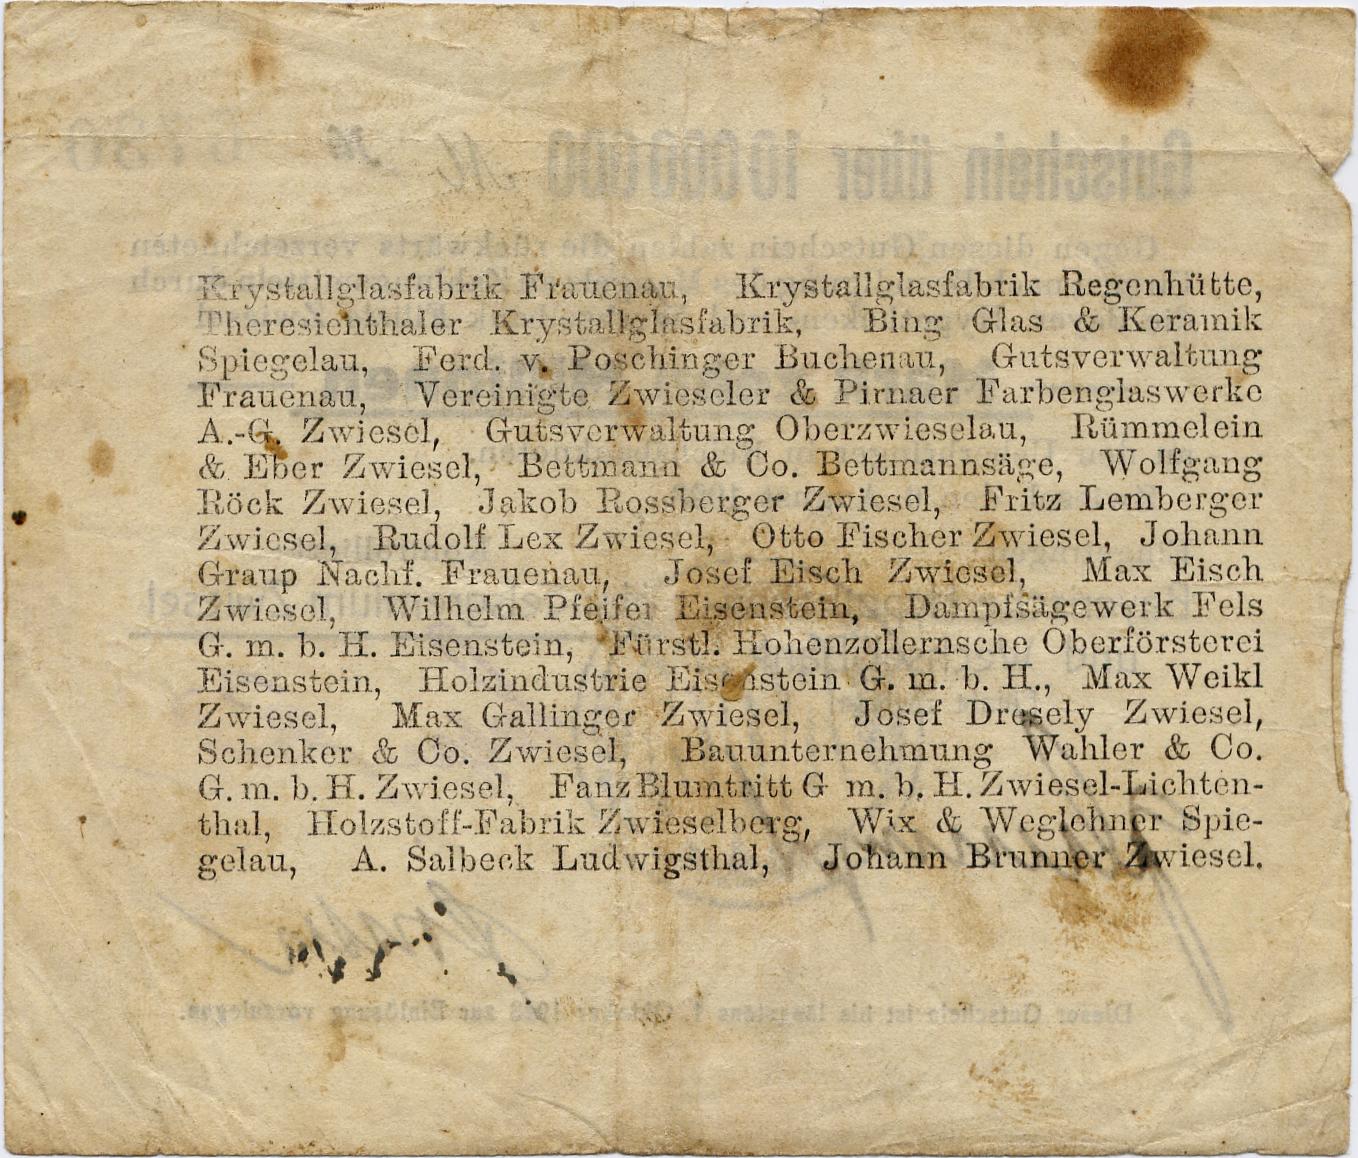 Krystallglasfabrik Frauenau, Krystallglasfabrik Regenhütte,
Theresienthaler Krystallglasfabrik, Bing Glas & Keramik
Spiegelau, Ferd. v. Poschinger Buchenau, Gutsverwaltung
Frauenau, Vereinigte Zwieseler & Pirnaer Farbenglaswerke
A.-G. Zwiesel, Gutsverwaltung Oberzwieselau, Rümmelein
& Eber Zwiesel, Bettmann & Co. Bettmannsäge, Wolfgang
Röck Zwiesel, Jakob Rossberger Zwiesel, Fritz Lemberger
Zwiesel, Rudolf Lex Zwiesel, Otto Fischer Zwiesel, Johann
Graup Nachf. Frauenau, Josef Eisch Zwiesel, Max Eisch
Zwiesel, Wilhelm Pfeifer Eisenstein, Dampfsägewerk Fels
G. m. b. H. Eisenstein, Fürstl. Hohenzollernsche Oberförsterei
Eisenstein, Holzindustrie Eisenstein G. m. b. H., Max Weikl
Zwiesel, Max Gallinger Zwiesel, Josef Dresely Zwiesel,
Schenker & Co. Zwiesel, Bauunternehmung Wahler & Co.
G. m. b. H. Zwiesel, Fanz Blumtritt G m. b. H. Zwiesel-Lichten-
thal, Holzstoff-Fabrik Zwieselberg, Wix & Weglehner Spie-
gelau, A. Salbeck Ludwigsthal, Johann Brunner Zwiesel.